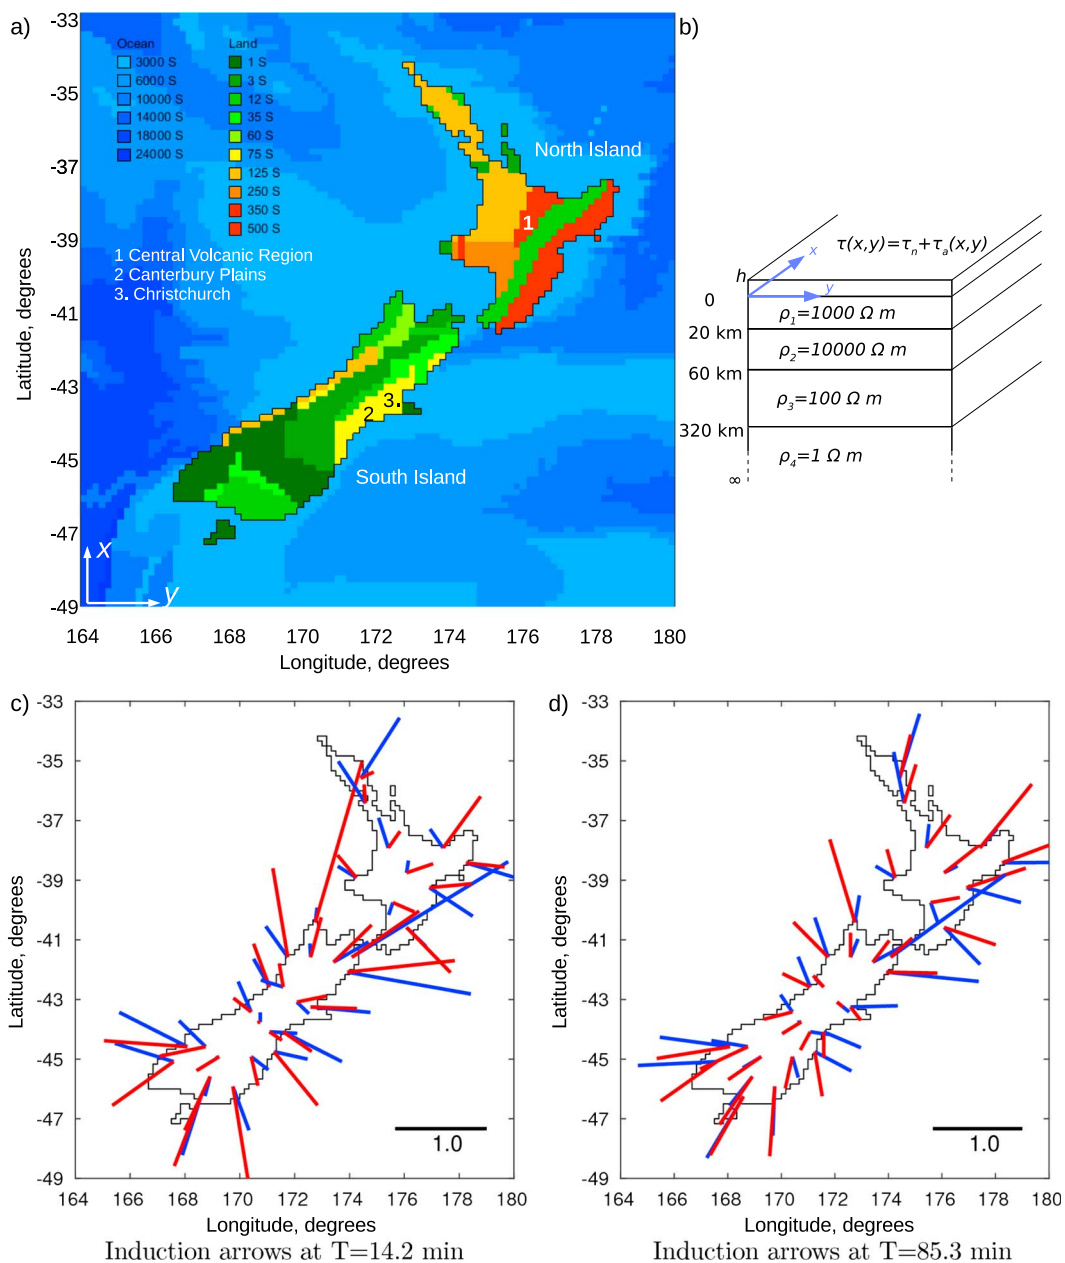 a)
-33
-35
-37
-39
-41
-43
-45
-47
-49
Latitude, degrees
Ocean
3000 S
6000 S
10000 S
14000 S
18000 S
24000 S
Land
1 S
3 S
12 S
35 S
60 S
75 S
125 S
250 S
350 S
500 S
North Island
1
1 Central Volcanic Region
2 Canterbury Plains
3. Christchurch
3.
2
South Island
x
y
164 166 168 170 172 174 176 178 180
Longitude, degrees
b)
τ(x,y)=τn+τa(x,y)
x
y
h
0
ρ1=1000 Ω m
20 km
ρ2=10000 Ω m
60 km
ρ3=100 Ω m
320 km
ρ4=1 Ω m
∞
c)
-33
-35
-37
-39
-41
-43
-45
-47
-49
Latitude, degrees
1.0
164 166 168 170 172 174 176 178 180
Longitude, degrees
Induction arrows at T=14.2 min
d)
-33
-35
-37
-39
-41
-43
-45
-47
-49
Latitude, degrees
1.0
164 166 168 170 172 174 176 178 180
Longitude, degrees
Induction arrows at T=85.3 min